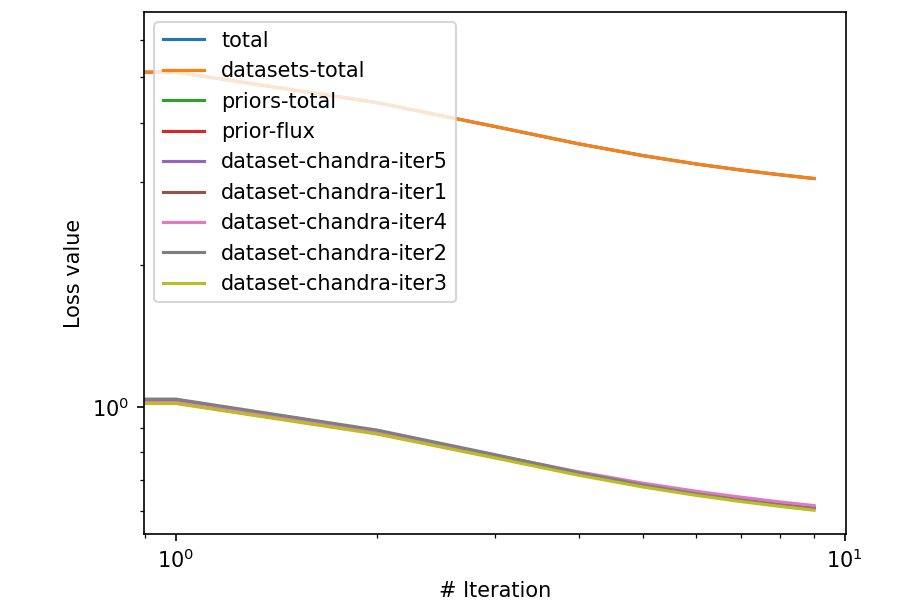 total
datasets-total
priors-total
prior-flux
dataset-chandra-iter5
dataset-chandra-iter1
dataset-chandra-iter4
dataset-chandra-iter2
dataset-chandra-iter3
Loss value
10⁰
10⁰
10¹
# Iteration